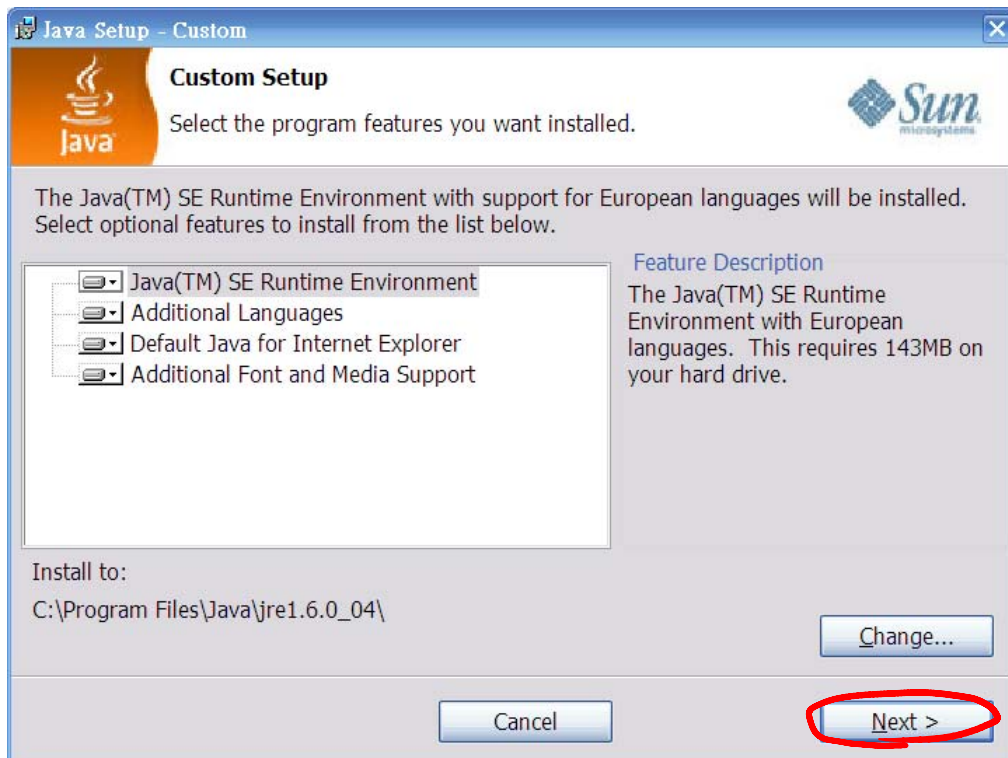 Java Setup - Custom
Java
Custom Setup
Select the program features you want installed.
Sun
microsystems
The Java(TM) SE Runtime Environment with support for European languages will be installed.
Select optional features to install from the list below.
Java(TM) SE Runtime Environment
Additional Languages
Default Java for Internet Explorer
Additional Font and Media Support
Feature Description
The Java(TM) SE Runtime
Environment with European
languages. This requires 143MB on
your hard drive.
Install to:
C:\Program Files\Java\jre1.6.0_04\
Change...
Cancel
Next >